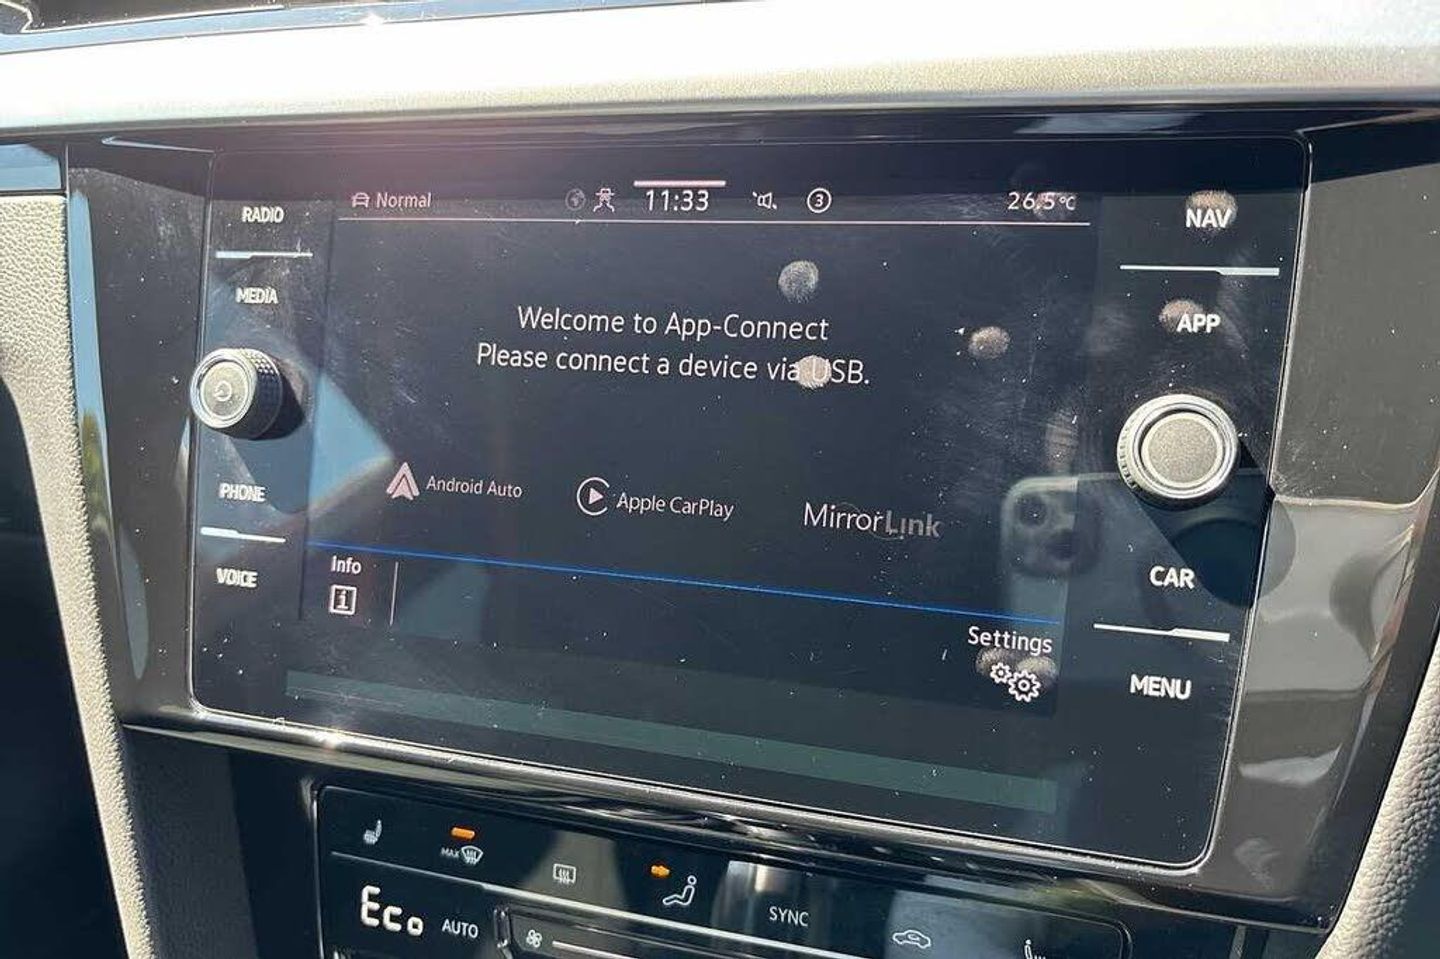 Normal
11:33
3
26.5°C
RADIO
MEDIA
PHONE
VOICE
NAV
APP
CAR
MENU
Welcome to App-Connect
Please connect a device via USB.
Android Auto
Apple CarPlay
MirrorLink
Info
i
Settings
MAX
Eco
AUTO
SYNC